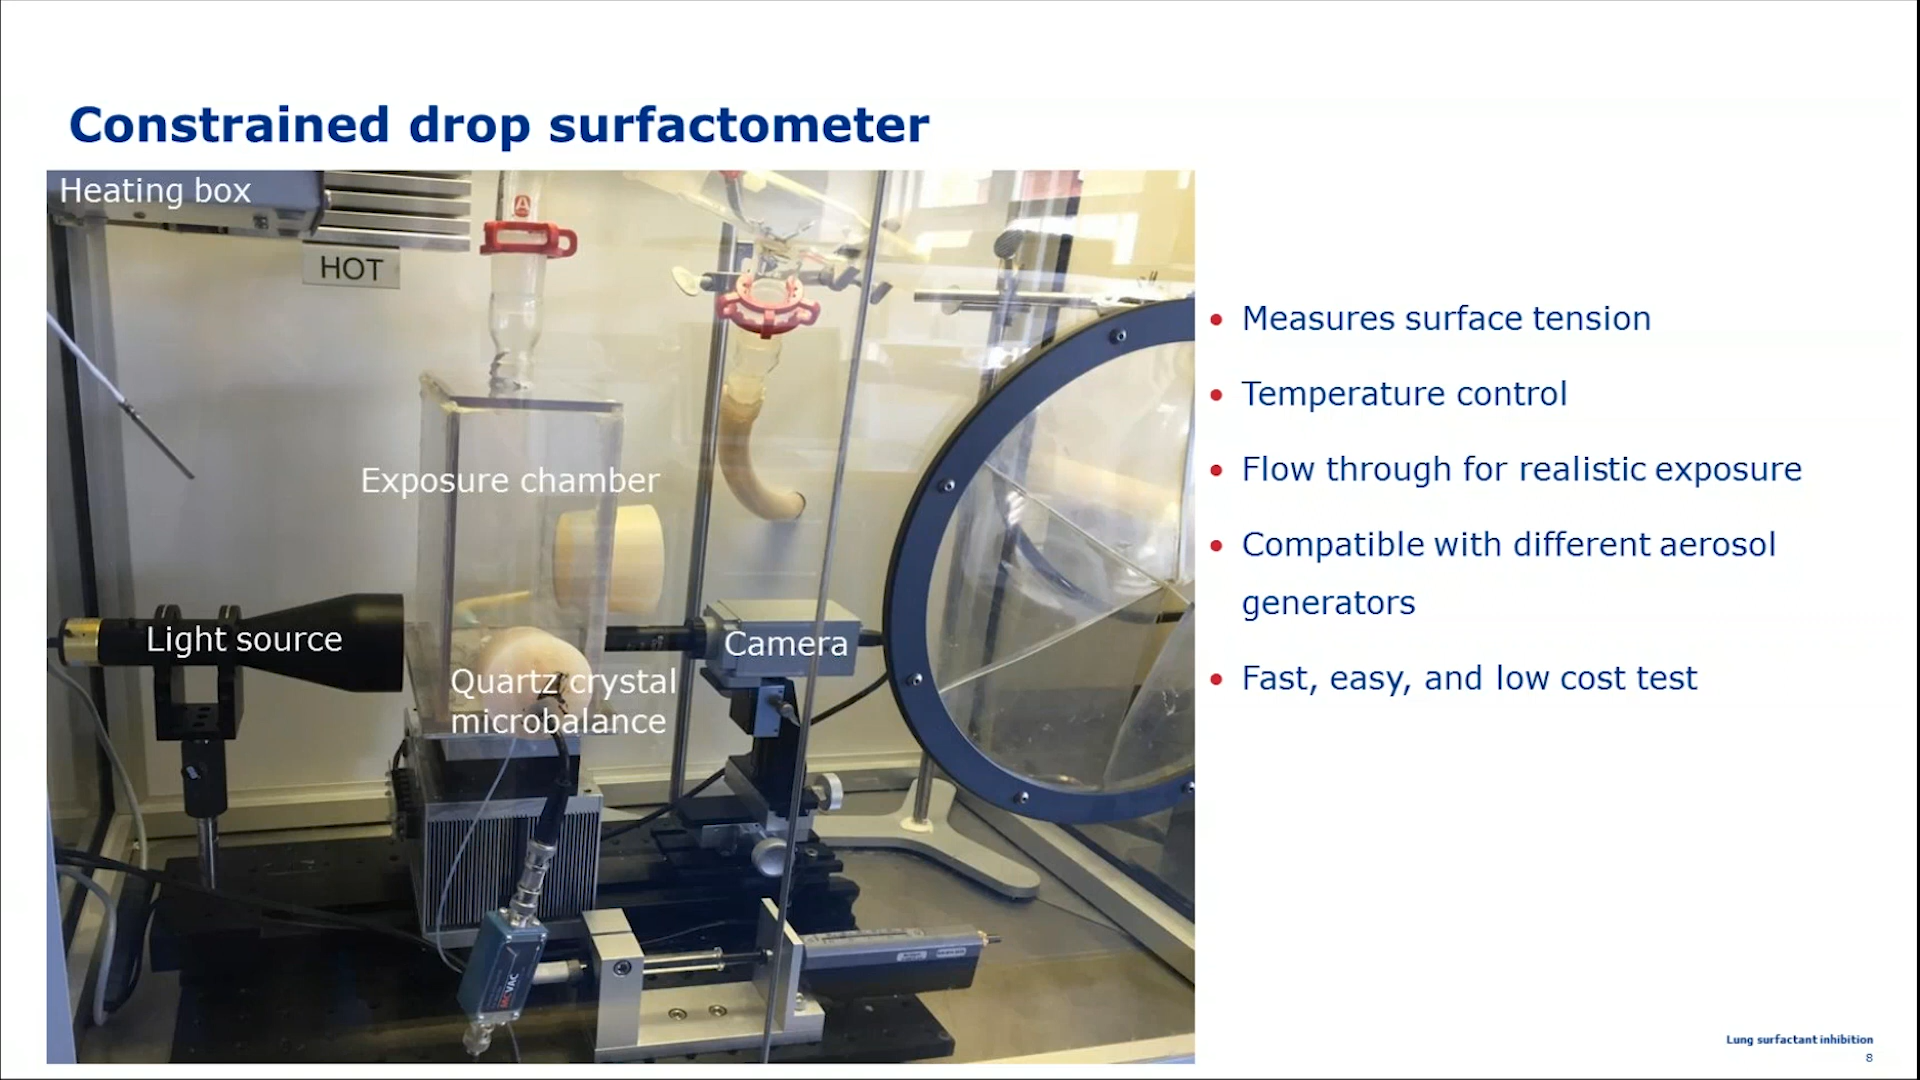 Constrained drop surfactometer
Heating box
A
HOT
Exposure chamber
Light source
Camera
Quartz crystal
microbalance
VAC
• Measures surface tension
• Temperature control
• Flow through for realistic exposure
• Compatible with different aerosol
generators
• Fast, easy, and low cost test
Lung surfactant inhibition
8